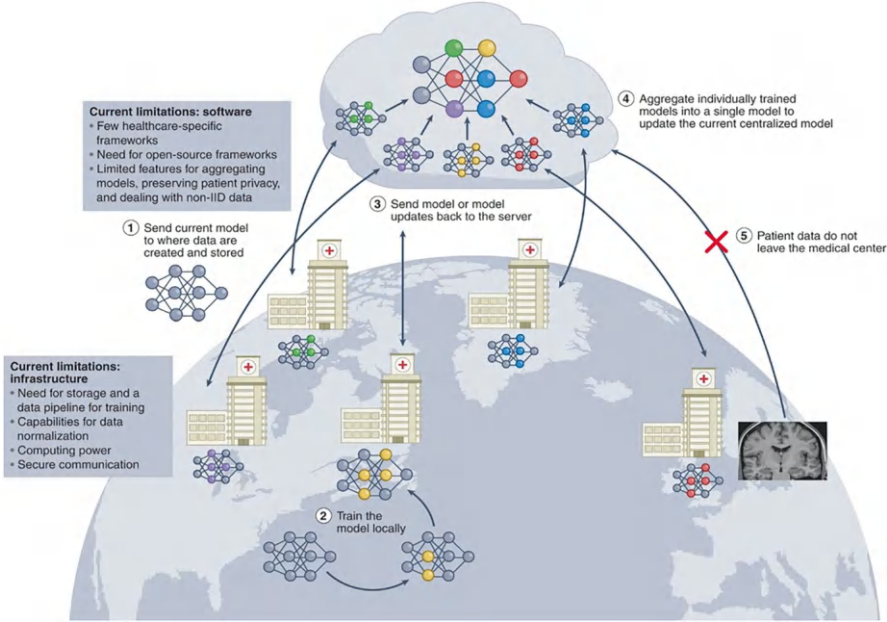 Current limitations: software
• Few healthcare-specific
frameworks
• Need for open-source frameworks
• Limited features for aggregating
models, preserving patient privacy,
and dealing with non-IID data
1 Send current model
to where data are
created and stored
3 Send model or model
updates back to the server
4 Aggregate individually trained
models into a single model to
update the current centralized model
5 Patient data do not
leave the medical center
Current limitations:
infrastructure
• Need for storage and a
data pipeline for training
• Capabilities for data
normalization
• Computing power
• Secure communication
2 Train the
model locally